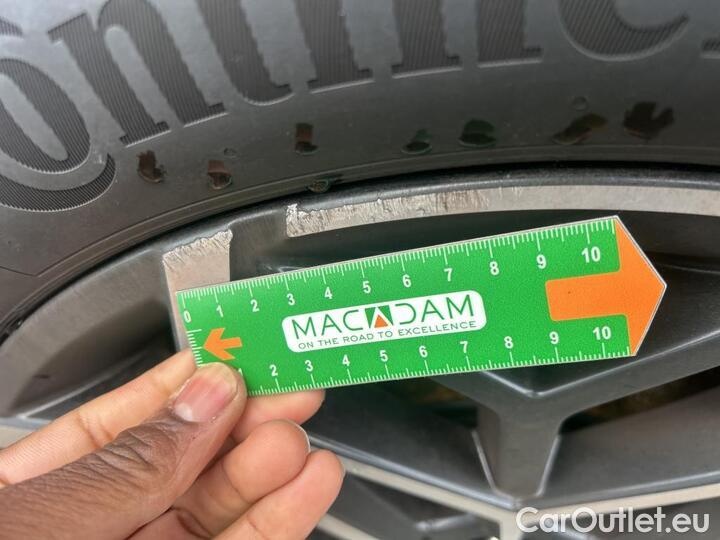 0 1 2 3 4 5 6 7 8 9 10
MACADAM
ON THE ROAD TO EXCELLENCE
1 2 3 4 5 6 7 8 9 10
CarOutlet.eu